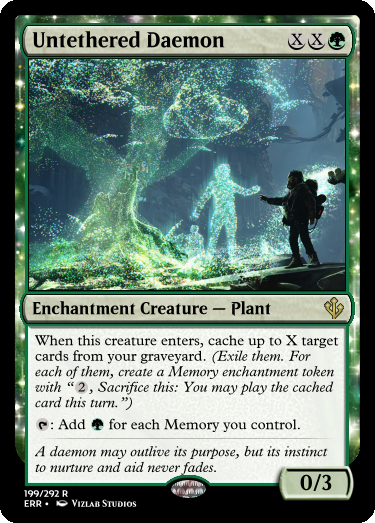 Untethered Daemon XXG
Enchantment Creature — Plant
When this creature enters, cache up to X target
cards from your graveyard. (Exile them. For
each of them, create a Memory enchantment token
with “2, Sacrifice this: You may play the cached
card this turn.”)
: Add for each Memory you control.
A daemon may outlive its purpose, but its instinct
to nurture and aid never fades.
0/3
199/292 R
ERR • Vizlab Studios